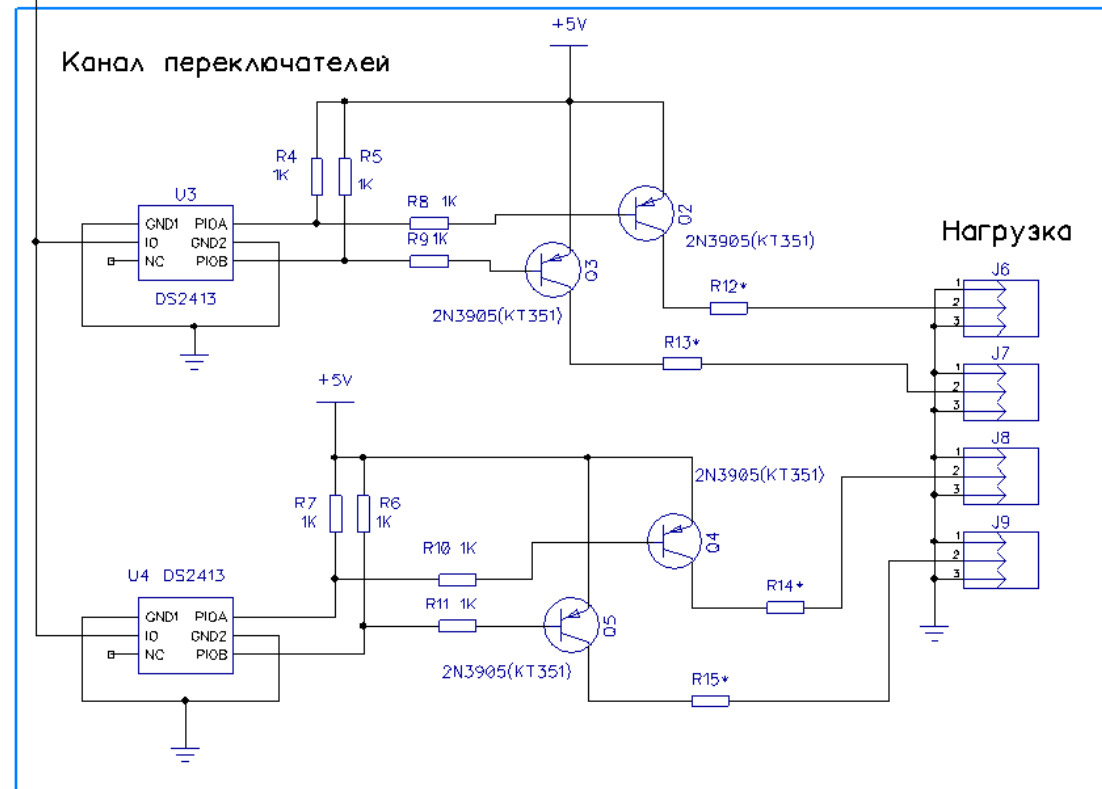 +5V
Канал переключателей
R4
1K
R5
1K
U3
GND1 PIOA
IO GND2
NC PIOB
DS2413
R8 1K
R9 1K
Q2
2N3905(KT351)
Q3
2N3905(KT351)
R12*
R13*
Нагрузка
J6
1
2
3
J7
1
2
3
J8
1
2
3
J9
1
2
3
+5V
R7
1K
R6
1K
2N3905(KT351)
R10 1K
Q4
U4 DS2413
GND1 PIOA
IO GND2
NC PIOB
R11 1K
Q5
2N3905(KT351)
R14*
R15*